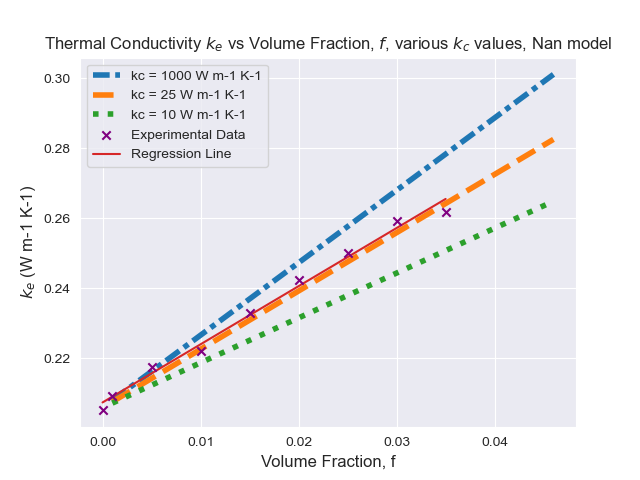 Thermal Conductivity $k_e$ vs Volume Fraction, $f$, various $k_c$ values, Nan model
kc = 1000 W m-1 K-1
kc = 25 W m-1 K-1
kc = 10 W m-1 K-1
Experimental Data
Regression Line
0.30
0.28
0.26
0.24
0.22
$k_e$ (W m-1 K-1)
0.00 0.01 0.02 0.03 0.04
Volume Fraction, f